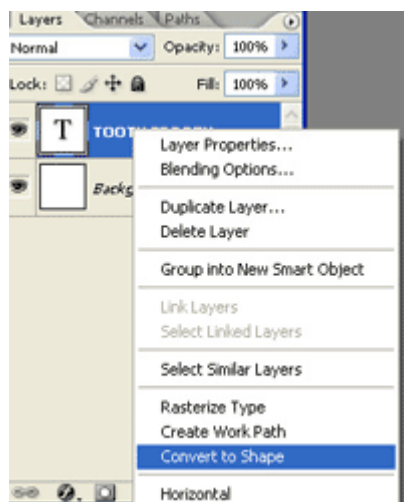 Layers Channels Paths
Normal Opacity: 100%
Lock: Fill: 100%
T
Layer Properties...
Blending Options...
Duplicate Layer...
Delete Layer
Group into New Smart Object
Link Layers
Select Linked Layers
Select Similar Layers
Rasterize Type
Create Work Path
Convert to Shape
Horizontal